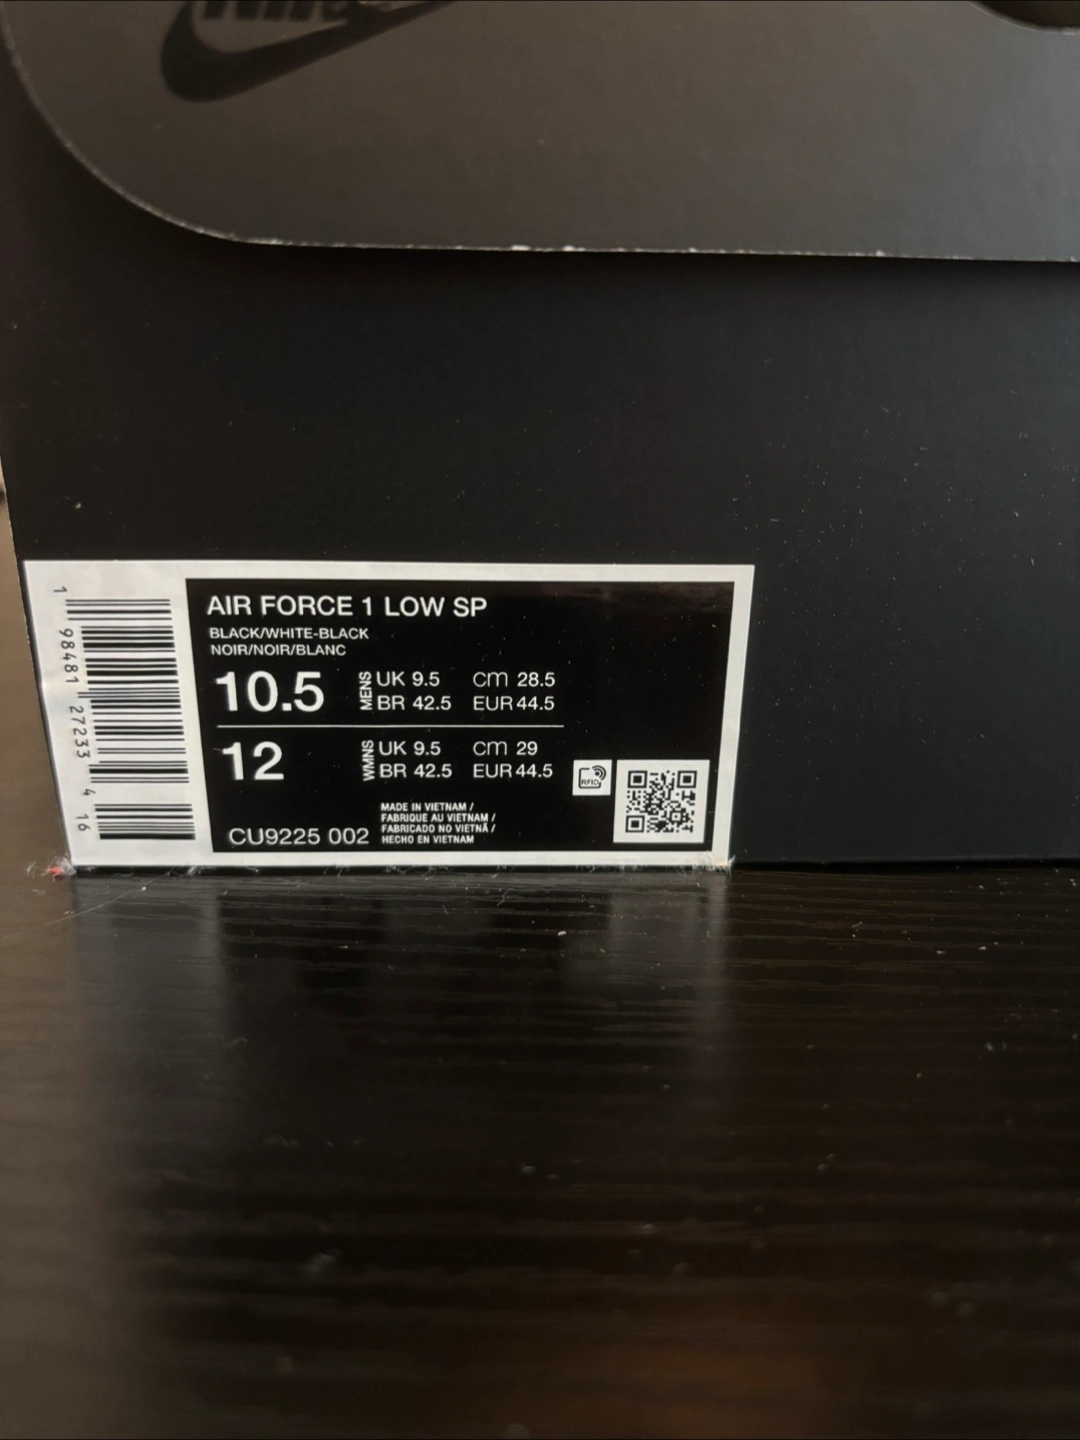 AIR FORCE 1 LOW SP
BLACK/WHITE-BLACK
NOIR/NOIR/BLANC
10.5 MENS UK 9.5 CM 28.5
BR 42.5 EUR 44.5
12 WMNS UK 9.5 CM 29
BR 42.5 EUR 44.5
RFID
MADE IN VIETNAM /
FABRIQUE AU VIETNAM /
FABRICADO NO VIETNÃ /
HECHO EN VIETNAM
CU9225 002
1 98481 27233 4 16